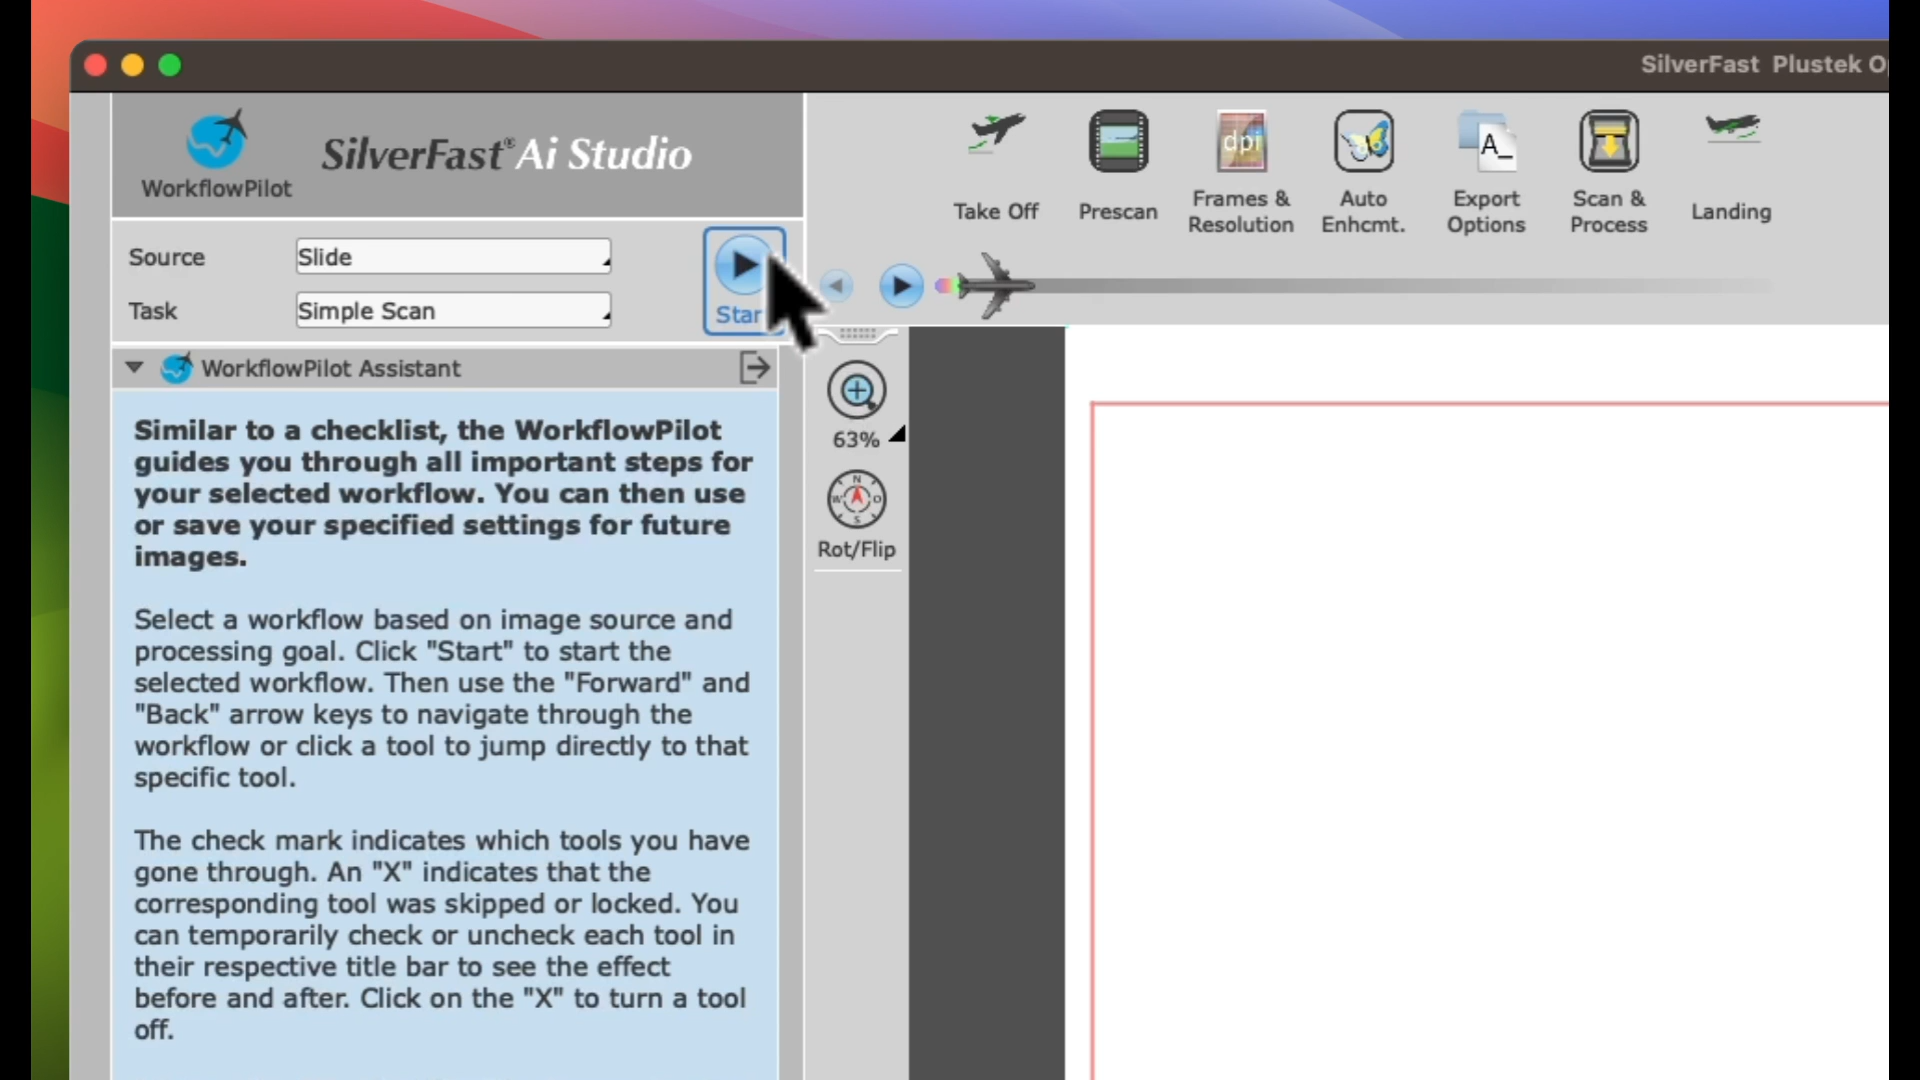 SilverFast Plustek O
WorkflowPilot
SilverFast® Ai Studio
Take Off
Prescan
dpi
Frames &
Resolution
Auto
Enhcmt.
A_
Export
Options
Scan &
Process
Landing
Source
Slide
Task
Simple Scan
Star
WorkflowPilot Assistant
63%
N
W
O
S
Rot/Flip
Similar to a checklist, the WorkflowPilot
guides you through all important steps for
your selected workflow. You can then use
or save your specified settings for future
images.
Select a workflow based on image source and
processing goal. Click "Start" to start the
selected workflow. Then use the "Forward" and
"Back" arrow keys to navigate through the
workflow or click a tool to jump directly to that
specific tool.
The check mark indicates which tools you have
gone through. An "X" indicates that the
corresponding tool was skipped or locked. You
can temporarily check or uncheck each tool in
their respective title bar to see the effect
before and after. Click on the "X" to turn a tool
off.